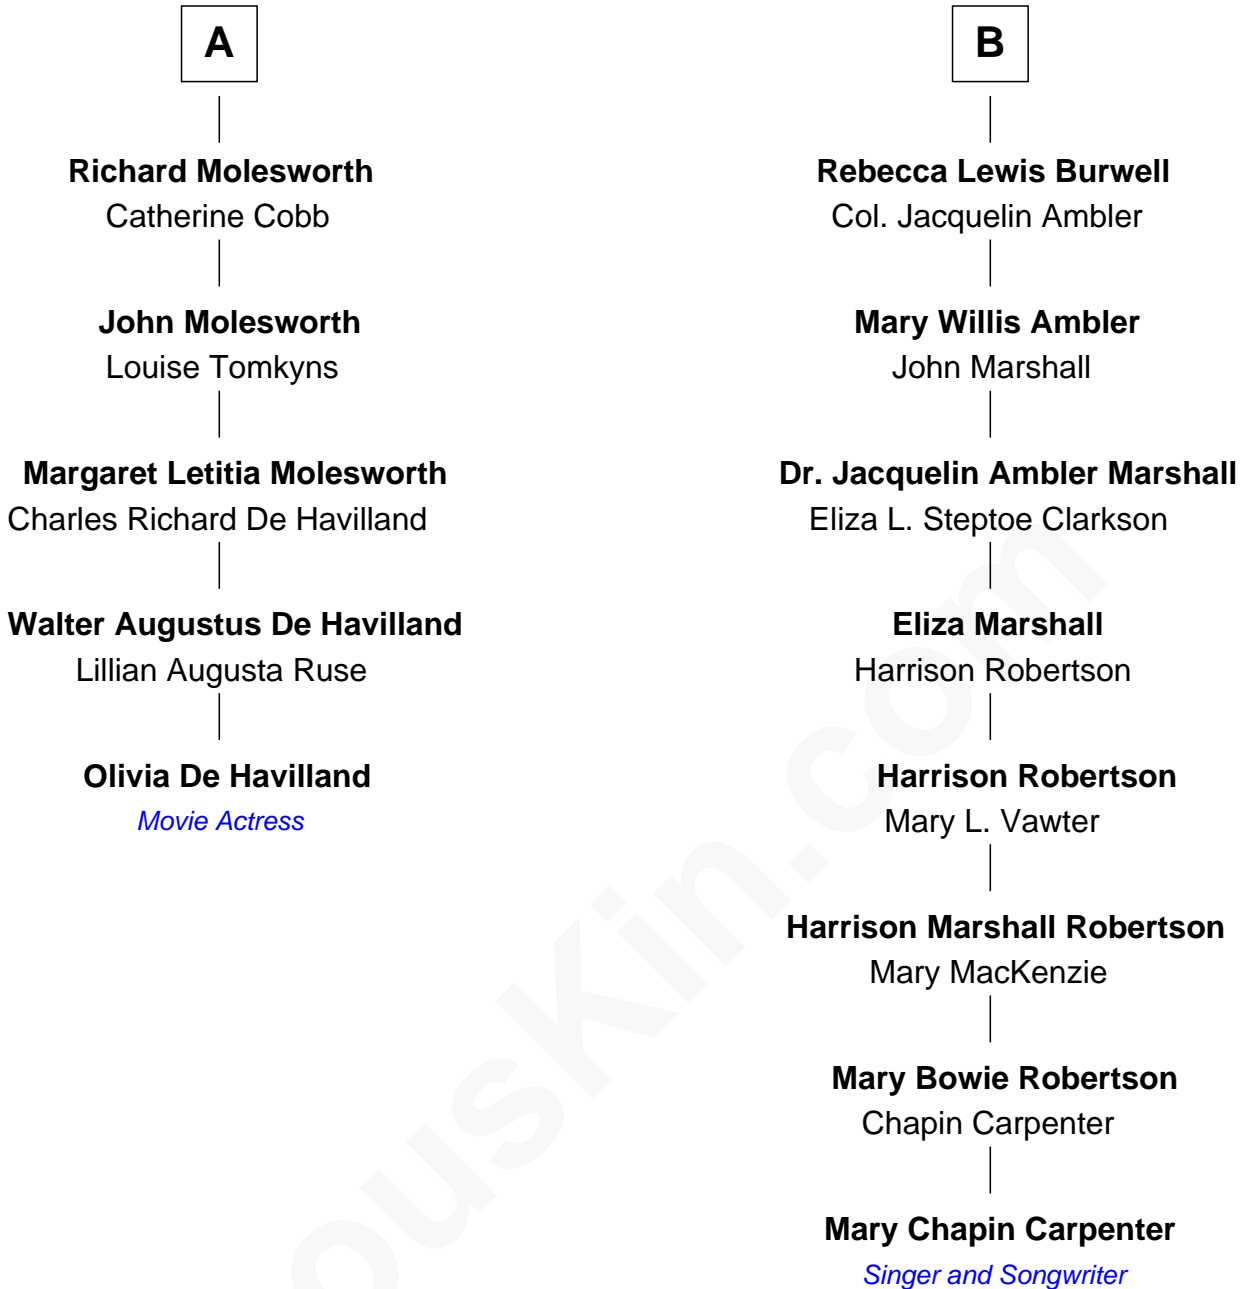 A
Richard Molesworth
Catherine Cobb
John Molesworth
Louise Tomkyns
Margaret Letitia Molesworth
Charles Richard De Havilland
Walter Augustus De Havilland
Lillian Augusta Ruse
Olivia De Havilland
Movie Actress
B
Rebecca Lewis Burwell
Col. Jacquelin Ambler
Mary Willis Ambler
John Marshall
Dr. Jacquelin Ambler Marshall
Eliza L. Steptoe Clarkson
Eliza Marshall
Harrison Robertson
Harrison Robertson
Mary L. Vawter
Harrison Marshall Robertson
Mary MacKenzie
Mary Bowie Robertson
Chapin Carpenter
Mary Chapin Carpenter
Singer and Songwriter
ousKin.com